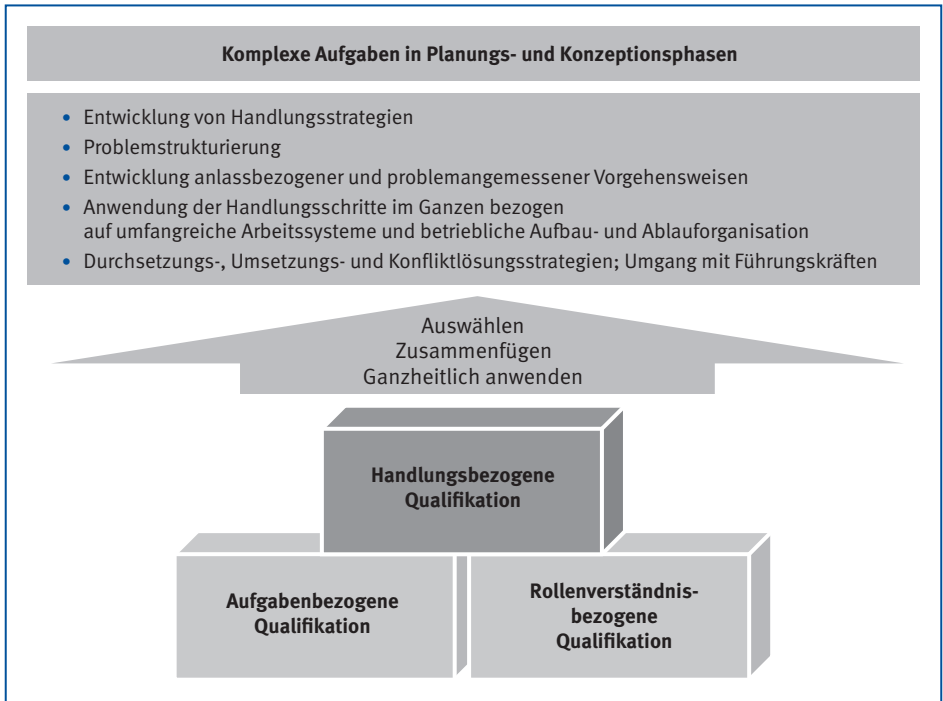 Komplexe Aufgaben in Planungs- und Konzeptionsphasen
• Entwicklung von Handlungsstrategien
• Problemstrukturierung
• Entwicklung anlassbezogener und problemangemessener Vorgehensweisen
• Anwendung der Handlungsschritte im Ganzen bezogen
auf umfangreiche Arbeitssysteme und betriebliche Aufbau- und Ablauforganisation
• Durchsetzungs-, Umsetzungs- und Konfliktlösungsstrategien; Umgang mit Führungskräften
Auswählen
Zusammenfügen
Ganzheitlich anwenden
Handlungsbezogene
Qualifikation
Aufgabenbezogene
Qualifikation
Rollenverständnis-
bezogene
Qualifikation